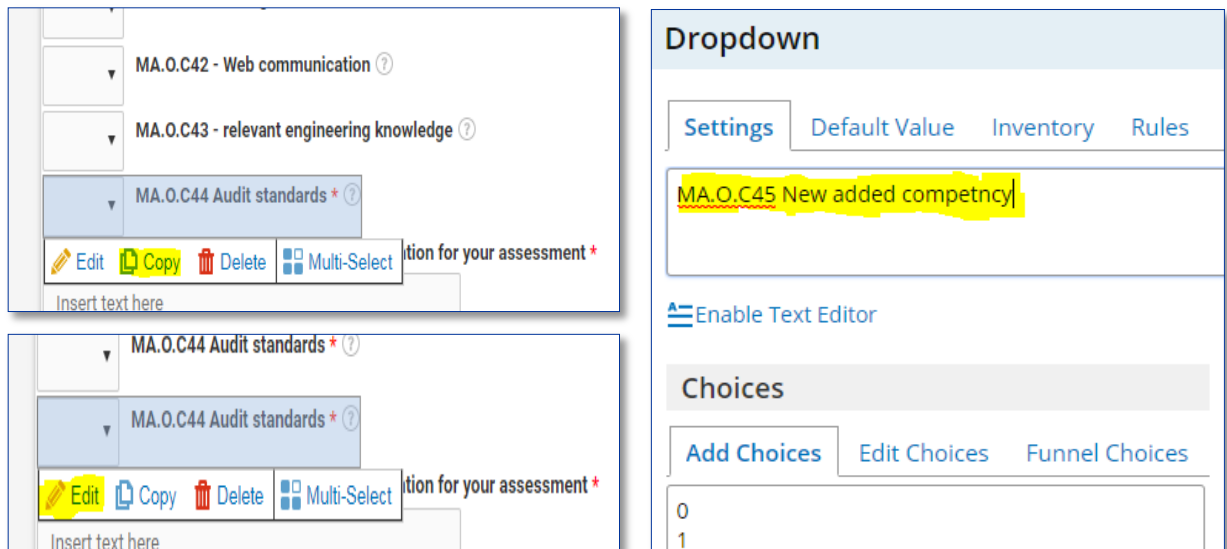 MA.O.C42 - Web communication ?
MA.O.C43 - relevant engineering knowledge ?
MA.O.C44 Audit standards * ?
Edit Copy Delete Multi-Select tion for your assessment *
Insert text here
MA.O.C44 Audit standards * ?
MA.O.C44 Audit standards * ?
Edit Copy Delete Multi-Select tion for your assessment *
Insert text here
Dropdown
Settings Default Value Inventory Rules
MA.O.C45 New added competncy
Enable Text Editor
Choices
Add Choices Edit Choices Funnel Choices
0
1